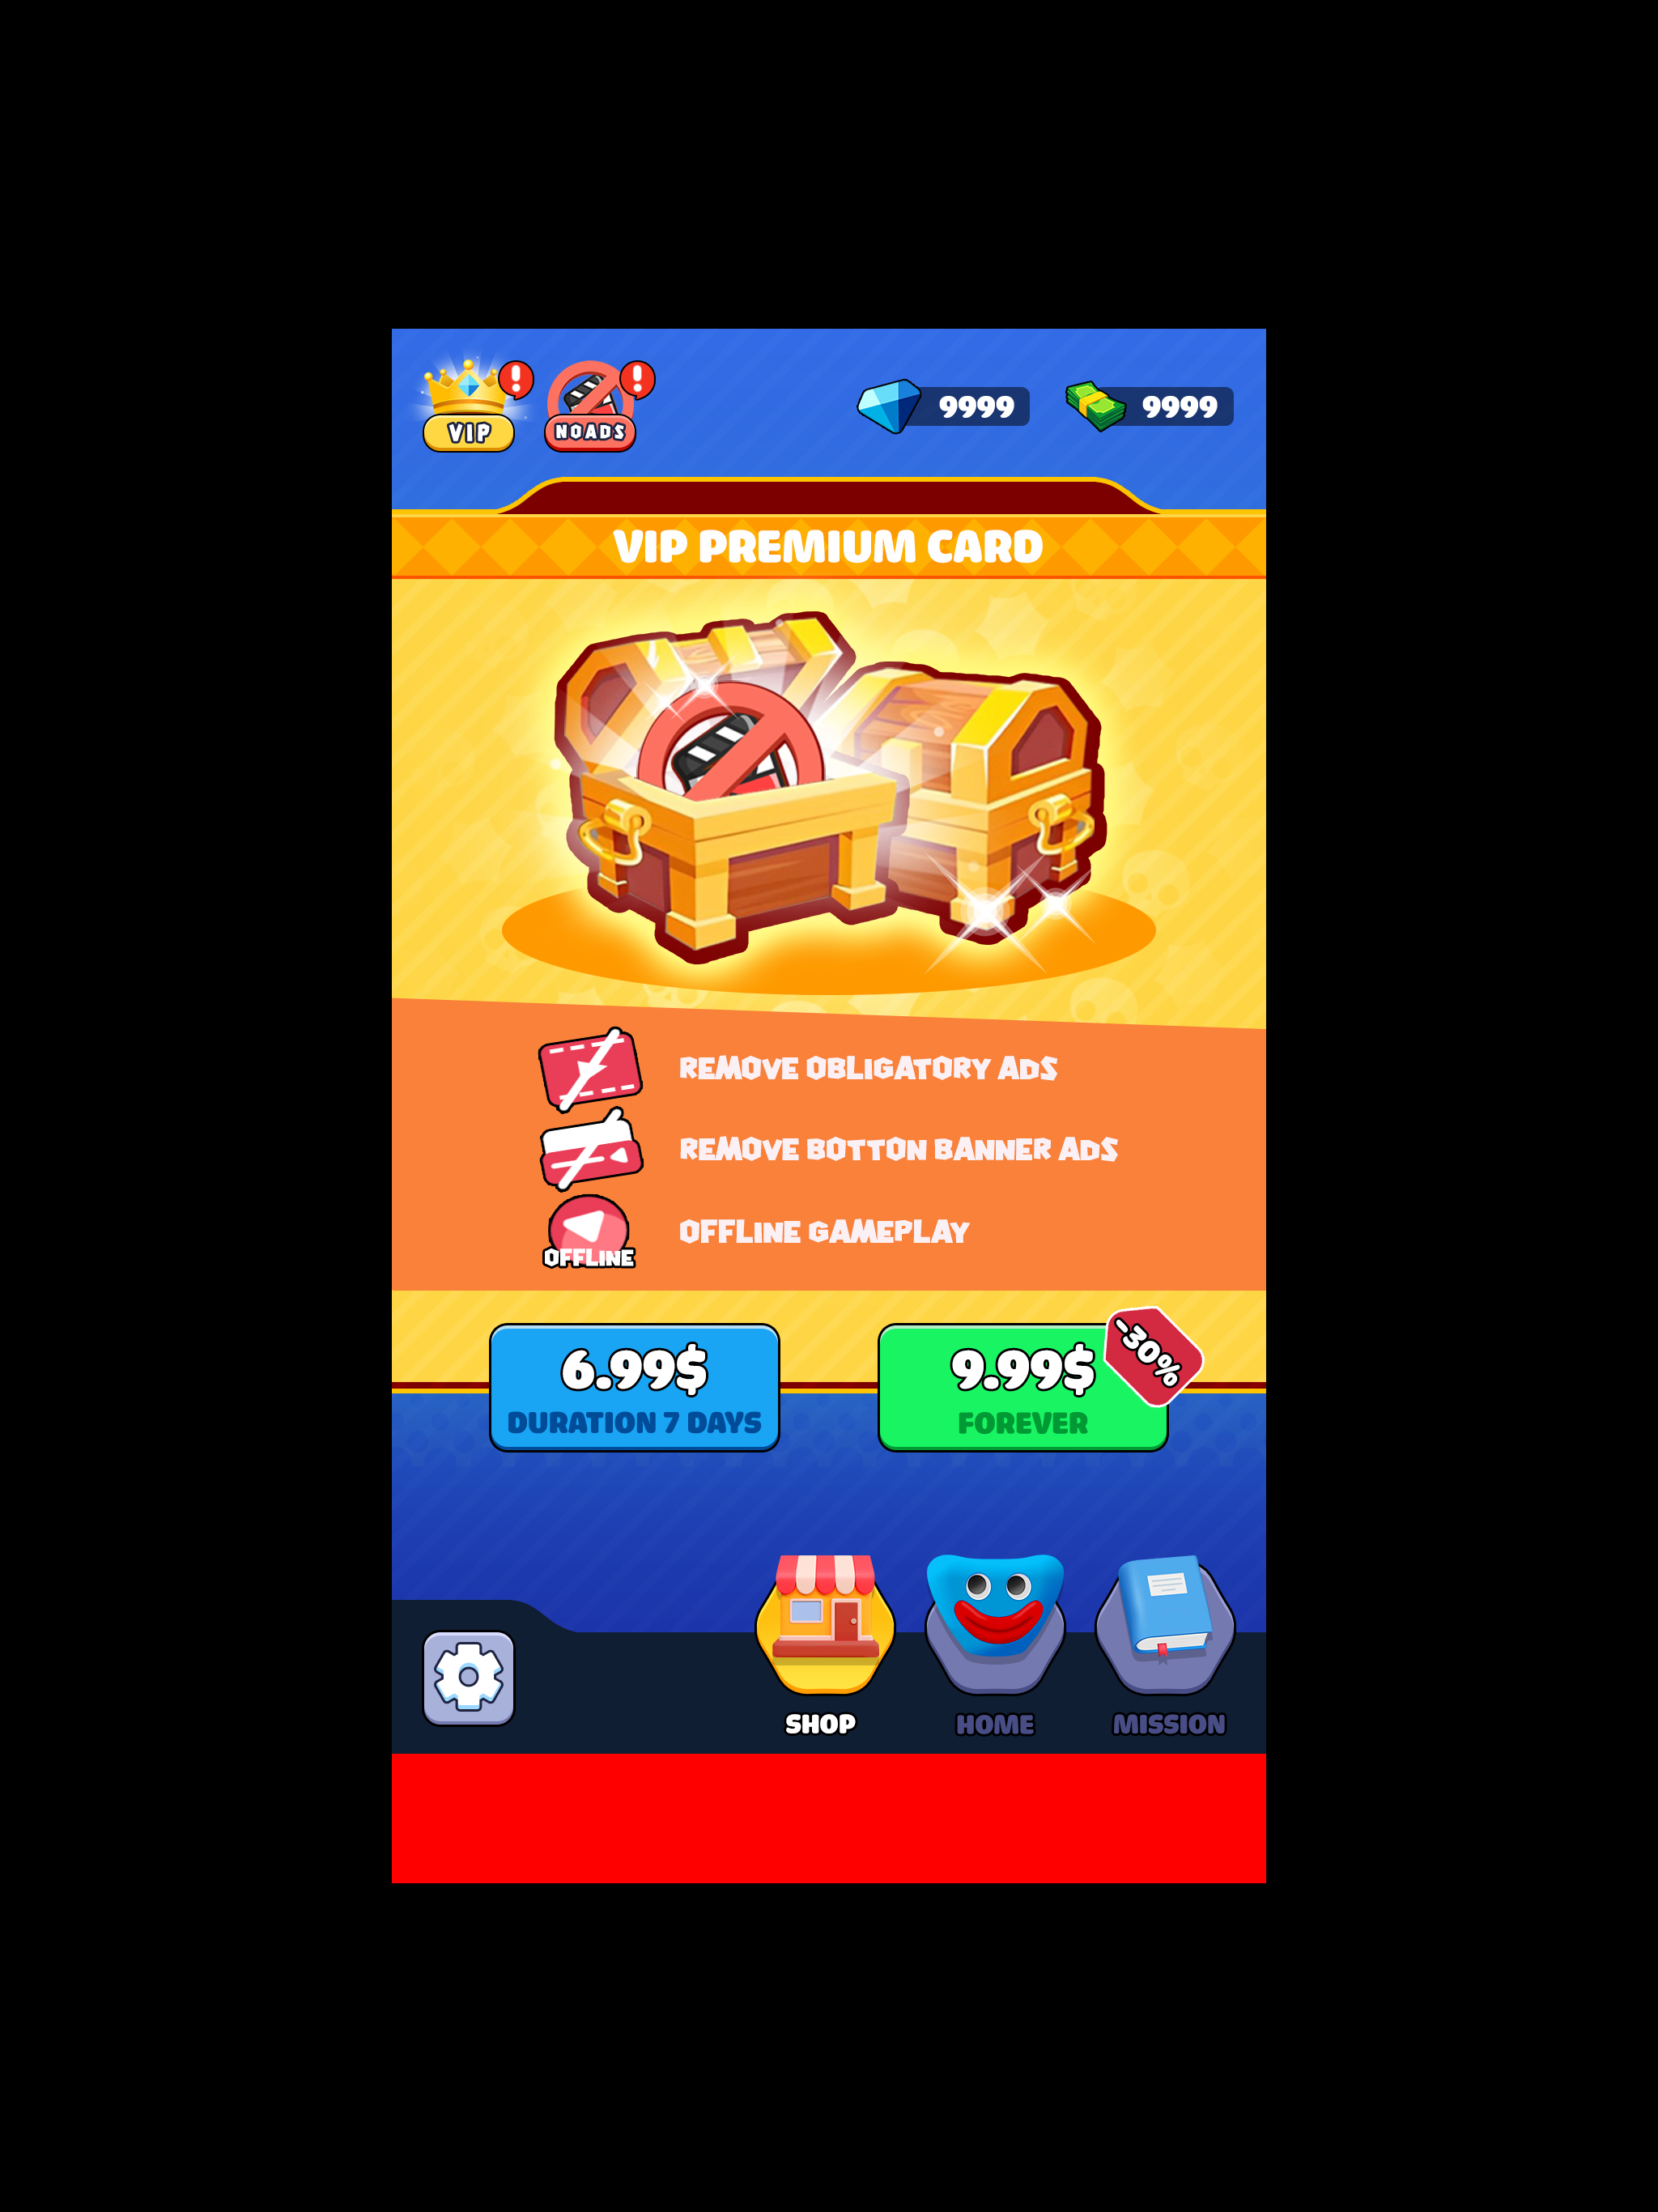 VIP
NOADS
9999
9999
VIP PREMIUM CARD
REMOVE OBLIGATORY ADS
REMOVE BOTTON BANNER ADS
OFFLINE
OFFLINE GAMEPLAY
6.99$
DURATION 7 DAYS
9.99$
FOREVER
-30%
SHOP
HOME
MISSION